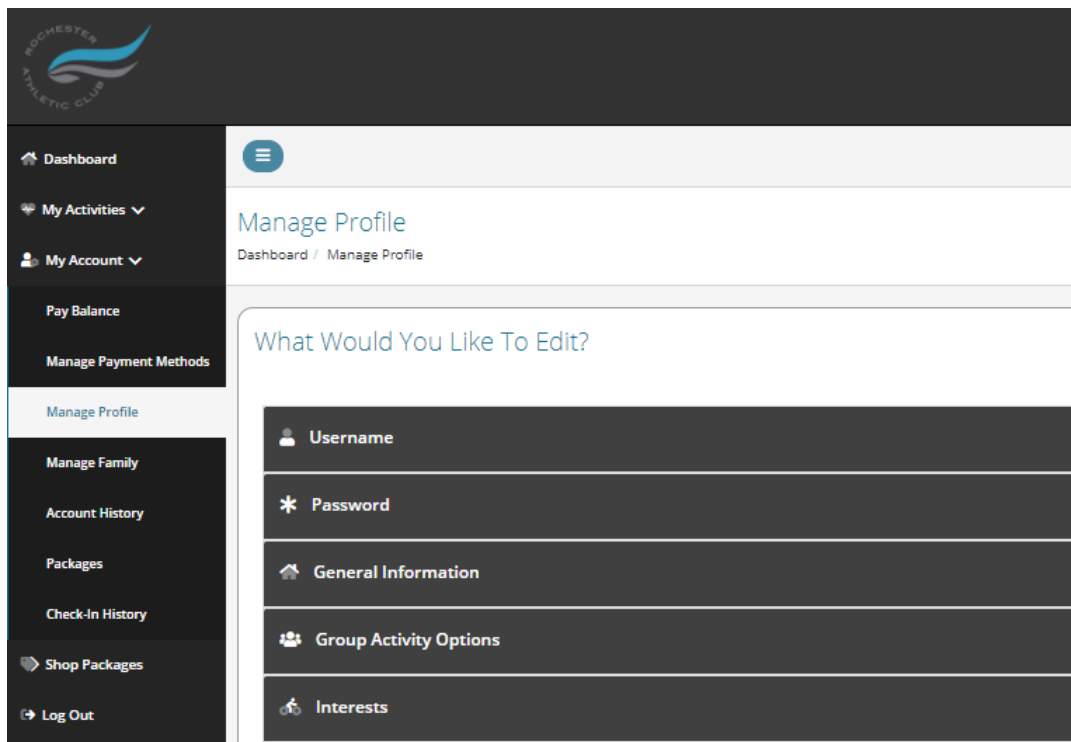 ROCHESTER
ATHLETIC CLUB
Dashboard
My Activities
My Account
Pay Balance
Manage Payment Methods
Manage Profile
Manage Family
Account History
Packages
Check-In History
Shop Packages
Log Out
Manage Profile
Dashboard / Manage Profile
What Would You Like To Edit?
Username
Password
General Information
Group Activity Options
Interests